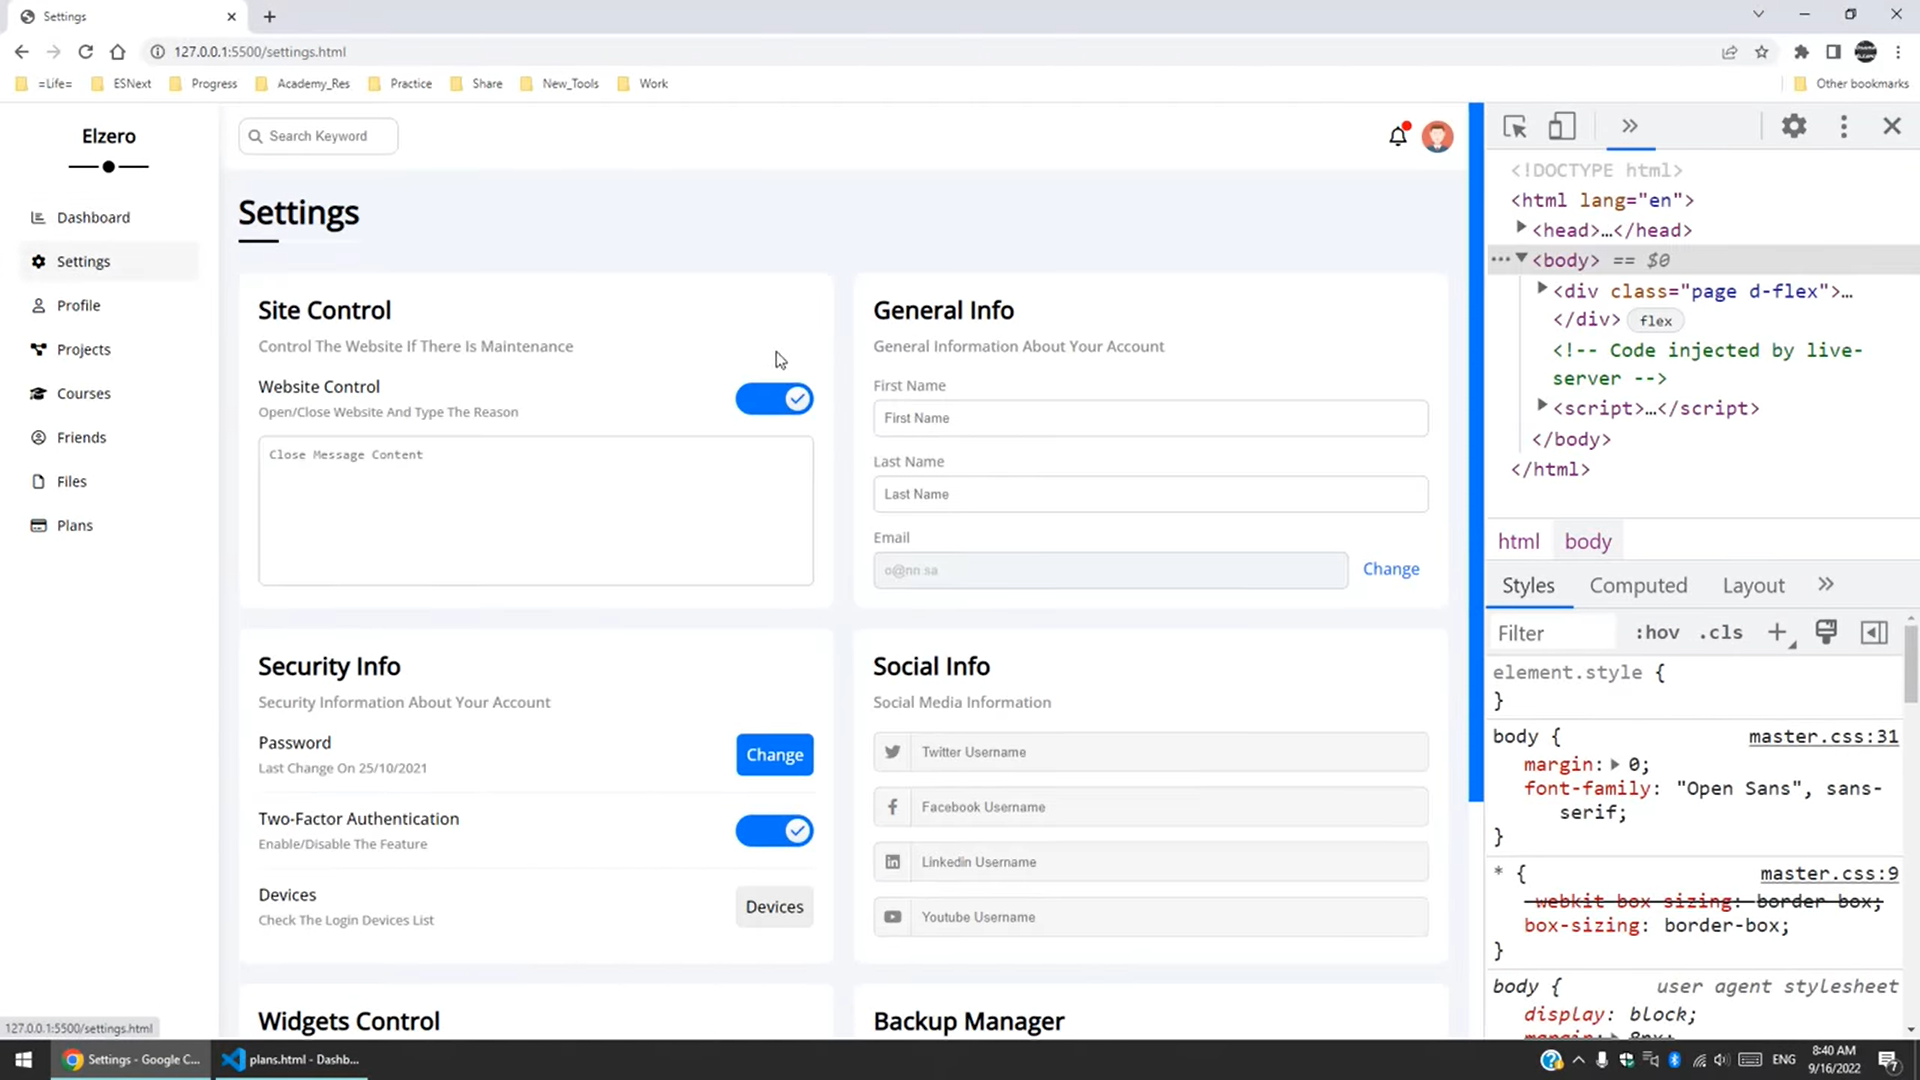 Settings
127.0.0.1:5500/settings.html
=Life=
ESNext
Progress
Academy_Res
Practice
Share
New_Tools
Work
Other bookmarks
Elzero
Dashboard
Settings
Profile
Projects
Courses
Friends
Files
Plans
Search Keyword
Settings
Site Control
Control The Website If There Is Maintenance
Website Control
Open/Close Website And Type The Reason
Close Message Content
General Info
General Information About Your Account
First Name
First Name
Last Name
Last Name
Email
o@nn.sa
Change
Security Info
Security Information About Your Account
Password
Last Change On 25/10/2021
Change
Two-Factor Authentication
Enable/Disable The Feature
Devices
Check The Login Devices List
Devices
Social Info
Social Media Information
Twitter Username
Facebook Username
Linkedin Username
Youtube Username
Widgets Control
Backup Manager
<!DOCTYPE html>
<html lang="en">
<head>…</head>
<body> == $0
<div class="page d-flex">…
</div> flex
<!-- Code injected by live-
server -->
<script>…</script>
</body>
</html>
html body
Styles Computed Layout
Filter :hov .cls
element.style {
}
body { master.css:31
margin: 0;
font-family: "Open Sans", sans-
serif;
}
* { master.css:9
-webkit-box-sizing: border-box;
box-sizing: border-box;
}
body { user agent stylesheet
display: block;
margin: 8px;
127.0.0.1:5500/settings.html
Settings - Google C...
plans.html - Dashb...
ENG
8:40 AM
9/16/2022
7